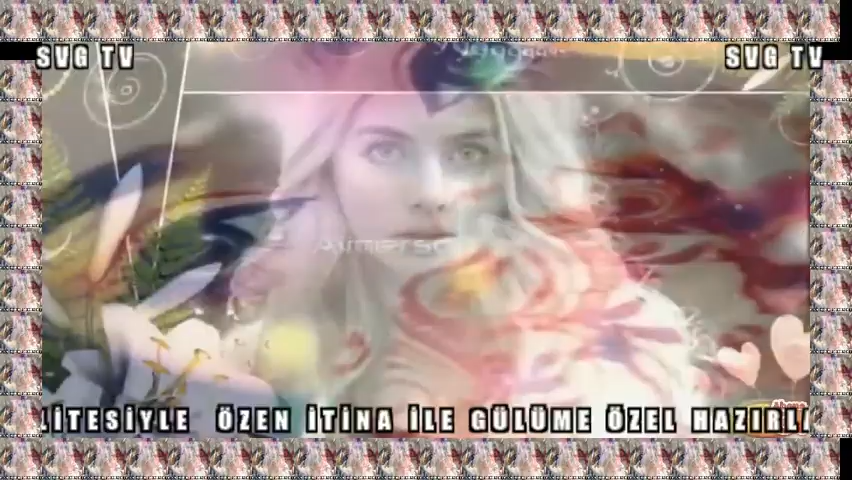 SVG TV SVG TV
LİTESİYLE ÖZEN İTİNA İLE GÜLÜME ÖZEL HAZIRL